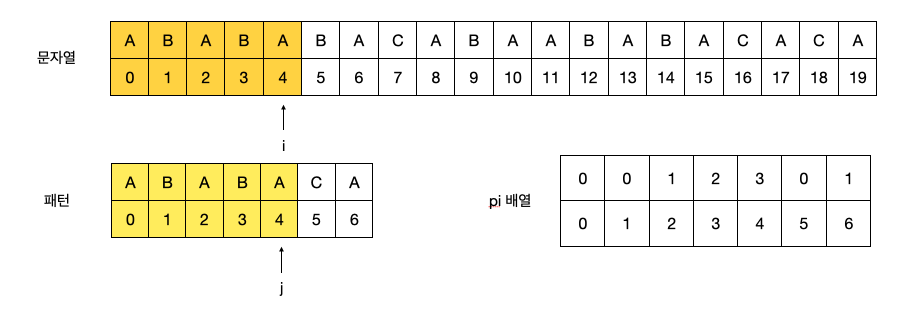 문자열
A B A B A B A C A B A A B A B A C A C A
0 1 2 3 4 5 6 7 8 9 10 11 12 13 14 15 16 17 18 19
i
패턴
A B A B A C A
0 1 2 3 4 5 6
j
pi 배열
0 0 1 2 3 0 1
0 1 2 3 4 5 6